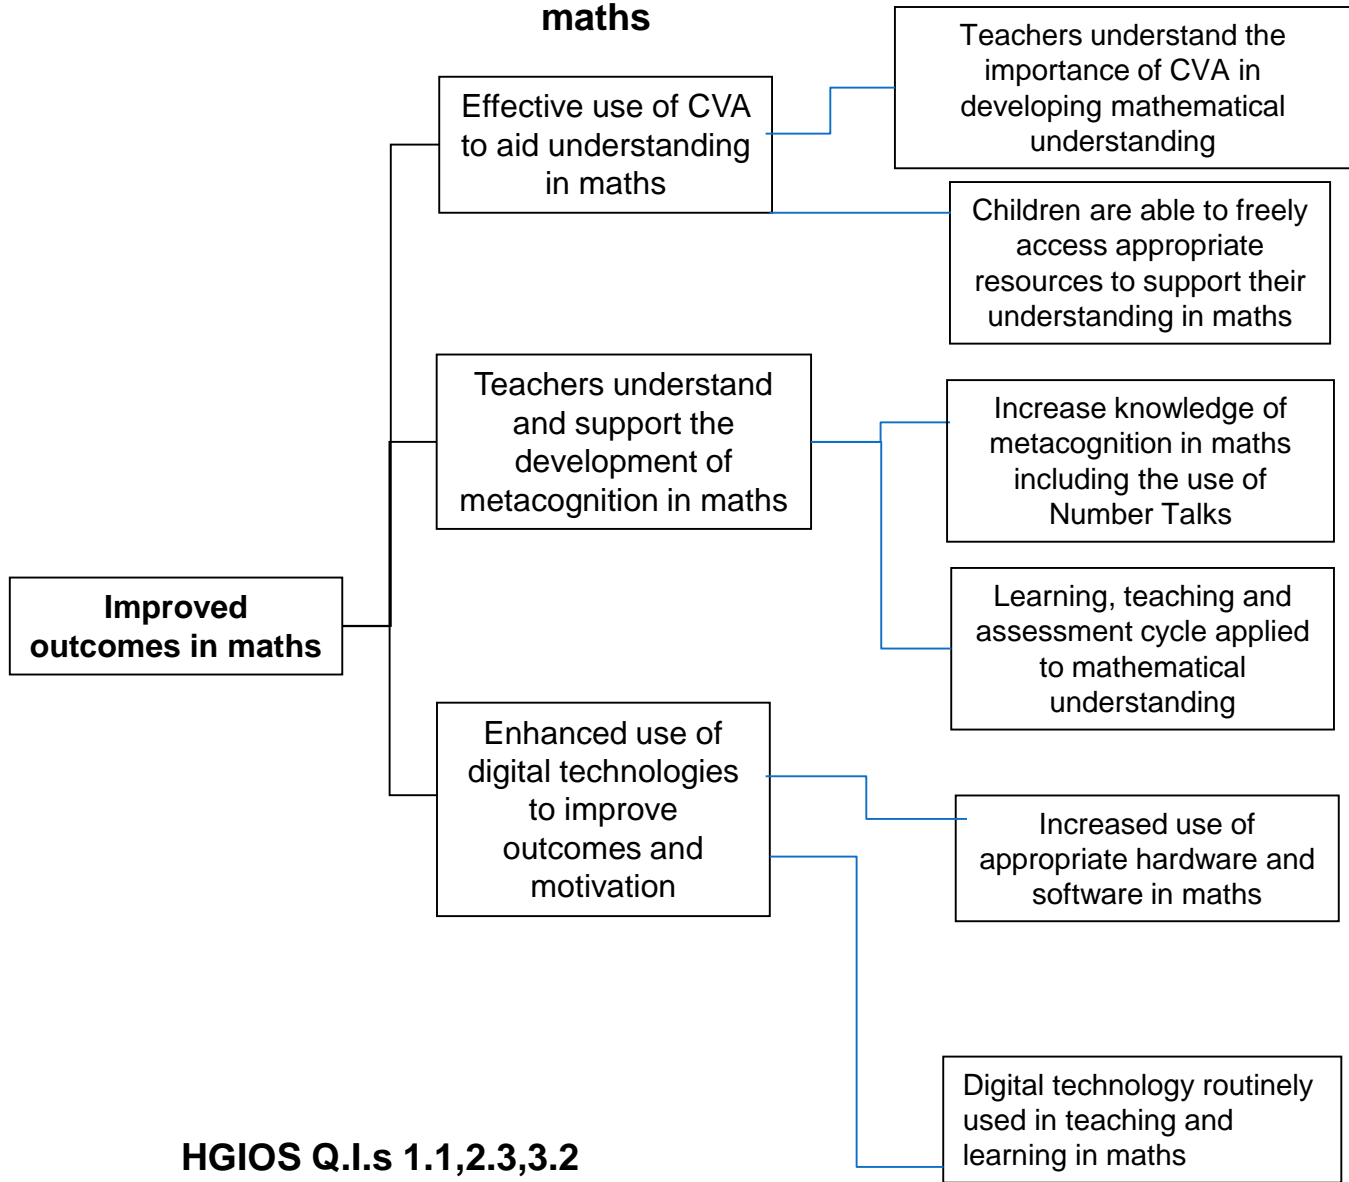 maths
Effective use of CVA
to aid understanding
in maths
Teachers understand the
importance of CVA in
developing mathematical
understanding
Children are able to freely
access appropriate
resources to support their
understanding in maths
Teachers understand
and support the
development of
metacognition in maths
Increase knowledge of
metacognition in maths
including the use of
Number Talks
Learning, teaching and
assessment cycle applied
to mathematical
understanding
Improved
outcomes in maths
Enhanced use of
digital technologies
to improve
outcomes and
motivation
Increased use of
appropriate hardware and
software in maths
Digital technology routinely
used in teaching and
learning in maths
HGIOS Q.I.s 1.1,2.3,3.2